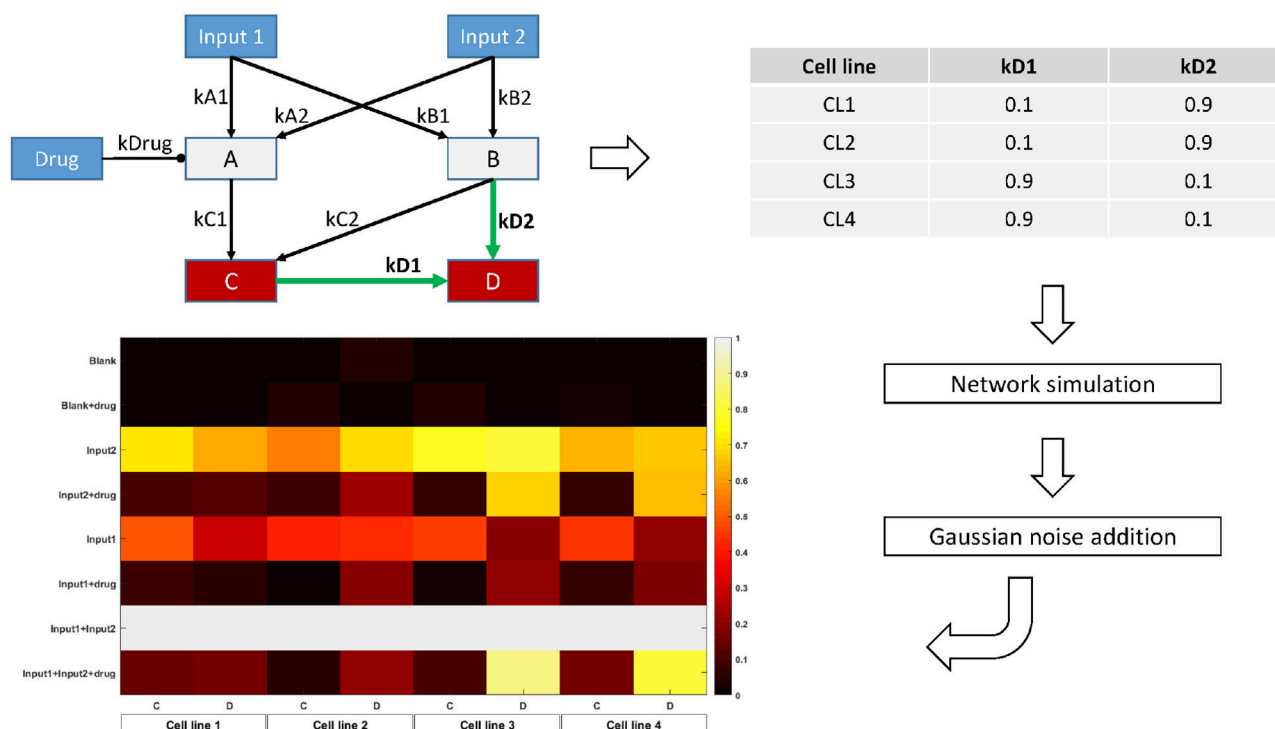 Input 1
Input 2
kA1
kA2
kB1
kB2
Drug
kDrug
A
B
kC1
kC2
kD2
kD1
C
D
Cell line kD1 kD2
CL1 0.1 0.9
CL2 0.1 0.9
CL3 0.9 0.1
CL4 0.9 0.1
Network simulation
Gaussian noise addition
Blank
Blank+drug
Input2
Input2+drug
Input1
Input1+drug
Input1+Input2
Input1+Input2+drug
C D C D C D C D
Cell line 1 Cell line 2 Cell line 3 Cell line 4
1
0.9
0.8
0.7
0.6
0.5
0.4
0.3
0.2
0.1
0